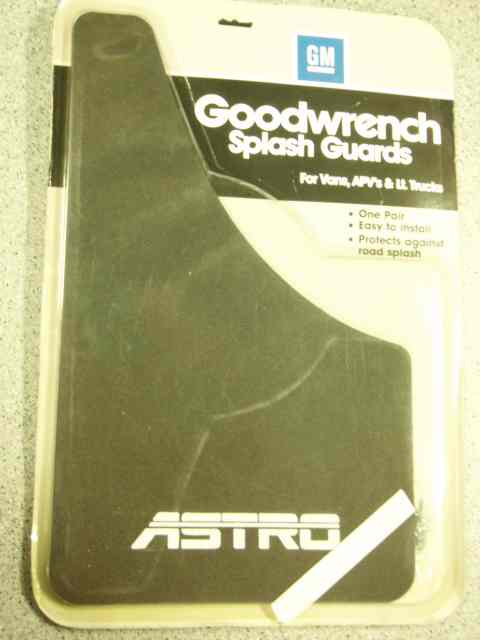 GM
Goodwrench
Splash Guards
For Vans, APV's & Lt. Trucks
• One Pair
• Easy to install
• Protects against
road splash
ASTRO